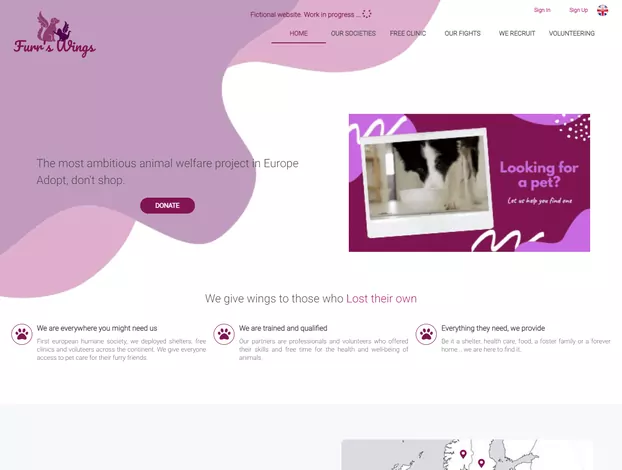 Fictional website. Work in progress ...
Sign In
Sign Up
Furr's Wings
HOME
OUR SOCIETIES
FREE CLINIC
OUR FIGHTS
WE RECRUIT
VOLUNTEERING
The most ambitious animal welfare project in Europe
Adopt, don't shop.
DONATE
Looking for
a pet?
Let us help you find one
We give wings to those who Lost their own
We are everywhere you might need us
First european humane society, we deployed shelters, free
clinics and voluteers across the continent. We give everyone
access to pet care for their furry friends.
We are trained and qualified
Our partners are professionals and volunteers who offered
their skills and free time for the health and well-being of
animals.
Everything they need, we provide
Be it a shelter, health care, food, a foster family or a forever
home... we are here to find it.